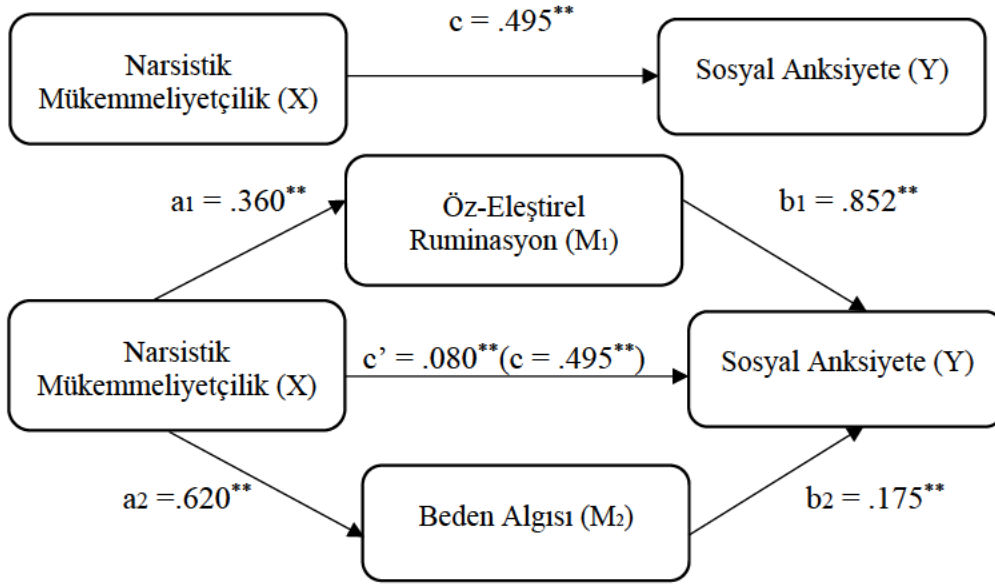 c = .495**
Narsistik
Mükemmeliyetçilik (X)
Sosyal Anksiyete (Y)
a1 = .360**
Öz-Eleştirel
Ruminasyon (M1)
b1 = .852**
Narsistik
Mükemmeliyetçilik (X)
c’ = .080**(c = .495**)
Sosyal Anksiyete (Y)
a2 =.620**
Beden Algısı (M2)
b2 = .175**